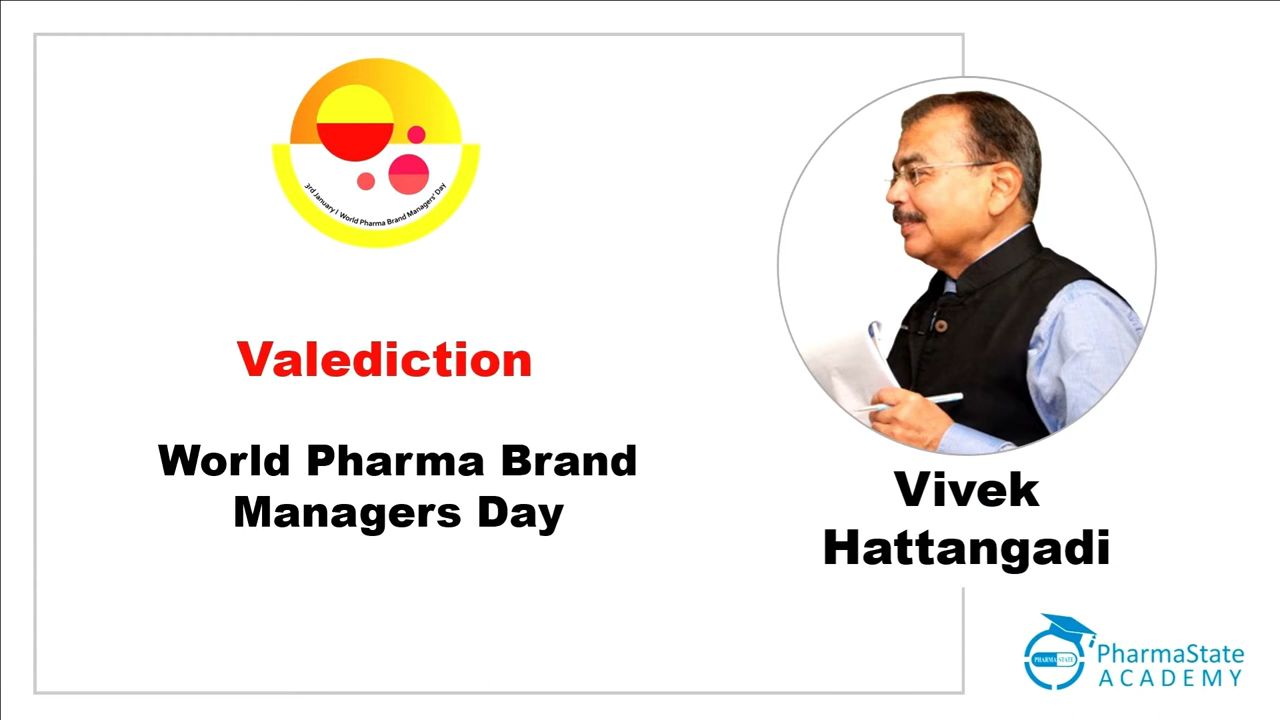 3rd January | World Pharma Brand Managers' Day
Valediction
World Pharma Brand
Managers Day
Vivek
Hattangadi
PHARMA STATE
PharmaState
ACADEMY